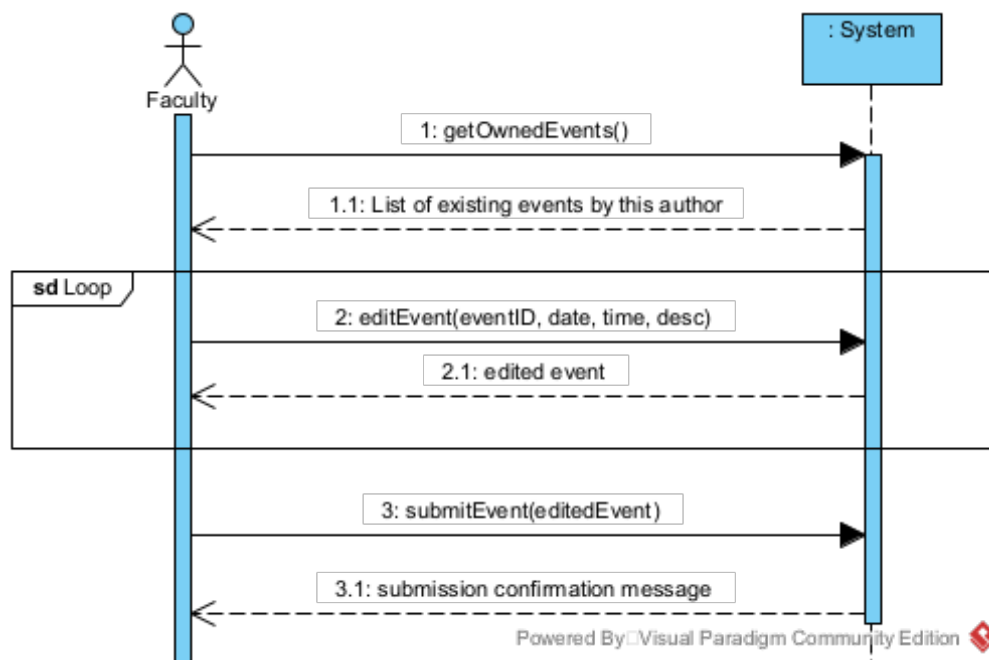 : System
Faculty
1: getOwnedEvents()
1.1: List of existing events by this author
sd Loop
2: editEvent(eventID, date, time, desc)
2.1: edited event
3: submitEvent(editedEvent)
3.1: submission confirmation message
Powered By Visual Paradigm Community Edition